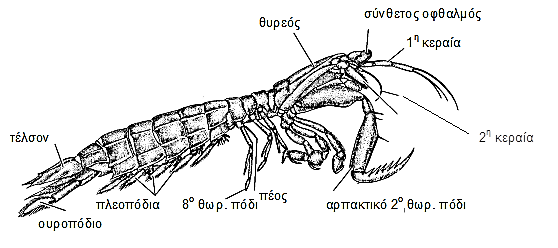 σύνθετος οφθαλμός
θυρεός
1η κεραία
2η κεραία
τέλσον
πλεοπόδια
8ο θωρ. πόδι
πέος
αρπακτικό 2ο,θωρ. πόδι
ουροπόδιο